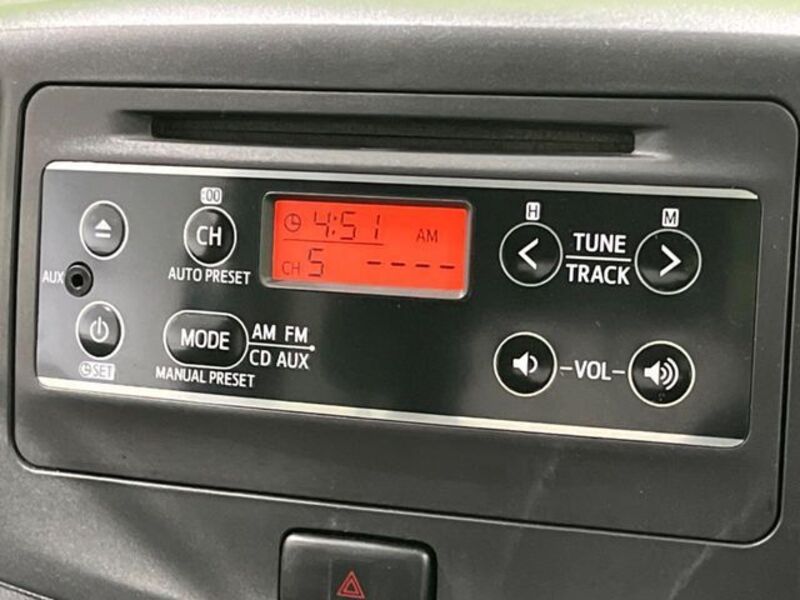 :00
H
M
CH
4:51
AM
TUNE
TRACK
AUX
AUTO PRESET
CH 5 ----
MODE
AM FM
CD AUX
-VOL-
SET
MANUAL PRESET